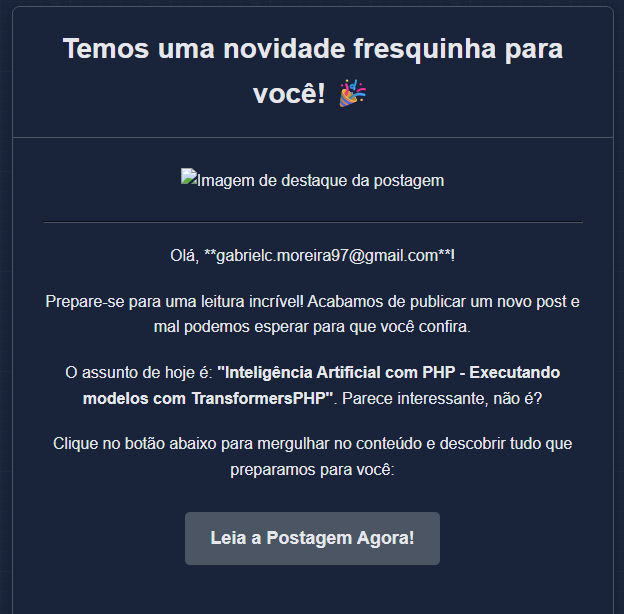 Temos uma novidade fresquinha para
você! 🎉
Imagem de destaque da postagem
Olá, **gabrielc.moreira97@gmail.com**!
Prepare-se para uma leitura incrível! Acabamos de publicar um novo post e
mal podemos esperar para que você confira.
O assunto de hoje é: "Inteligência Artificial com PHP - Executando
modelos com TransformersPHP". Parece interessante, não é?
Clique no botão abaixo para mergulhar no conteúdo e descobrir tudo que
preparamos para você:
Leia a Postagem Agora!